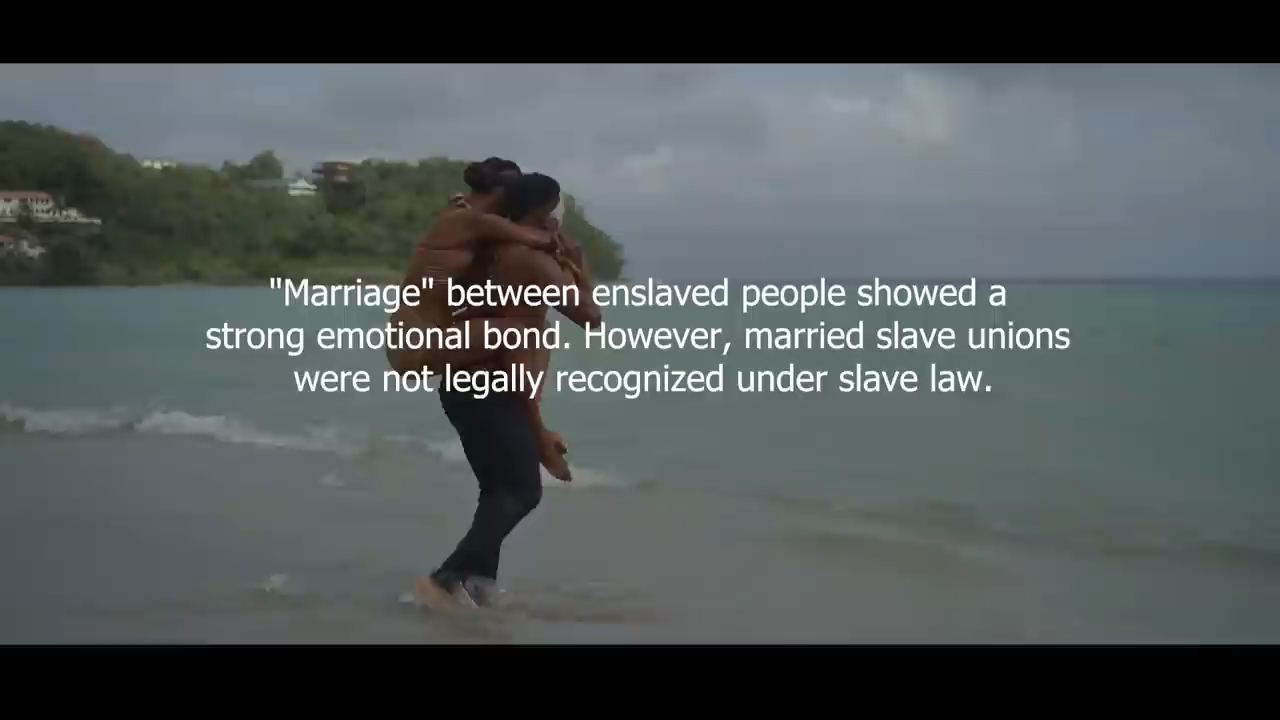 "Marriage" between enslaved people showed a
strong emotional bond. However, married slave unions
were not legally recognized under slave law.